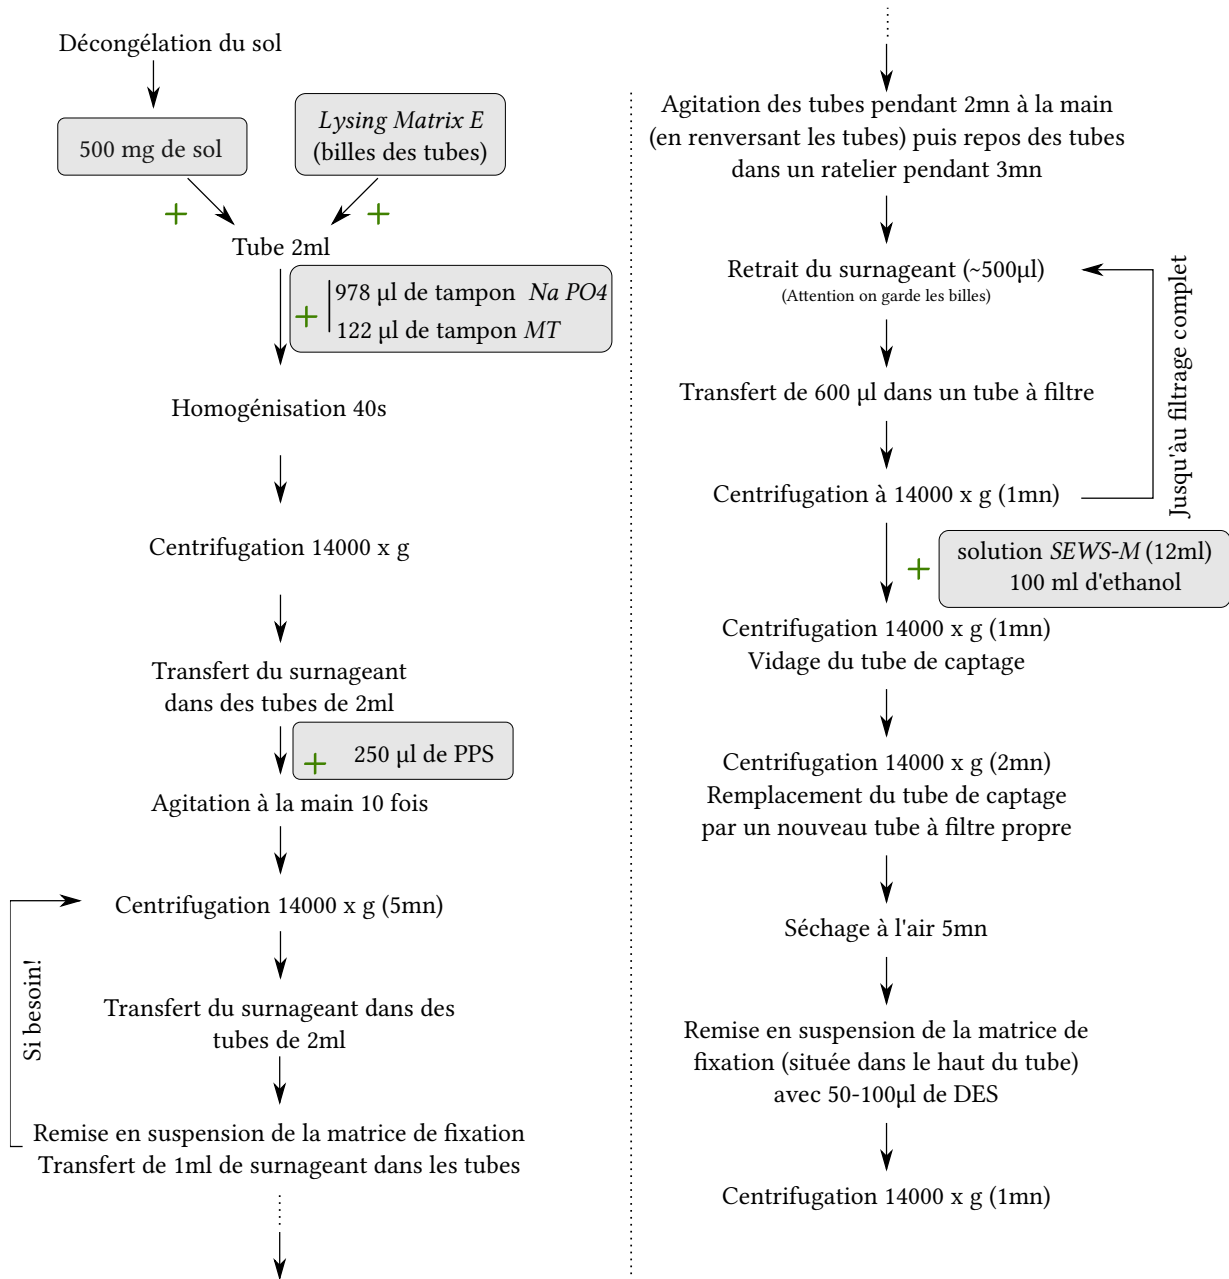 Décongélation du sol
500 mg de sol
Lysing Matrix E
(billes des tubes)
+
+
Tube 2ml
+
978 µl de tampon Na PO4
122 µl de tampon MT
Homogénisation 40s
Centrifugation 14000 x g
Transfert du surnageant
dans des tubes de 2ml
+ 250 µl de PPS
Agitation à la main 10 fois
Centrifugation 14000 x g (5mn)
Si besoin!
Transfert du surnageant dans des
tubes de 2ml
Remise en suspension de la matrice de fixation
Transfert de 1ml de surnageant dans les tubes
Agitation des tubes pendant 2mn à la main
(en renversant les tubes) puis repos des tubes
dans un ratelier pendant 3mn
Retrait du surnageant (~500µl)
(Attention on garde les billes)
Jusqu'àu filtrage complet
Transfert de 600 µl dans un tube à filtre
Centrifugation à 14000 x g (1mn)
+
solution SEWS-M (12ml)
100 ml d'ethanol
Centrifugation 14000 x g (1mn)
Vidage du tube de captage
Centrifugation 14000 x g (2mn)
Remplacement du tube de captage
par un nouveau tube à filtre propre
Séchage à l'air 5mn
Remise en suspension de la matrice de
fixation (située dans le haut du tube)
avec 50-100µl de DES
Centrifugation 14000 x g (1mn)